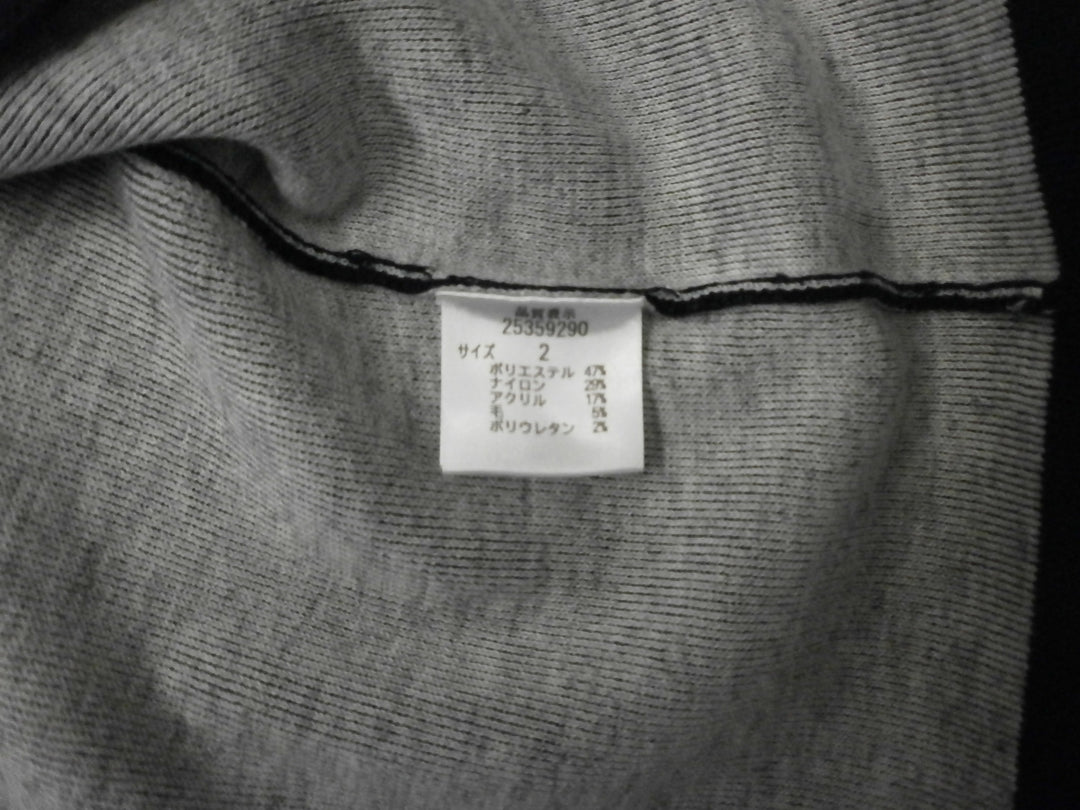 品質表示
25359290
サイズ 2
ポリエステル 47%
ナイロン 29%
アクリル 17%
毛 5%
ポリウレタン 2%